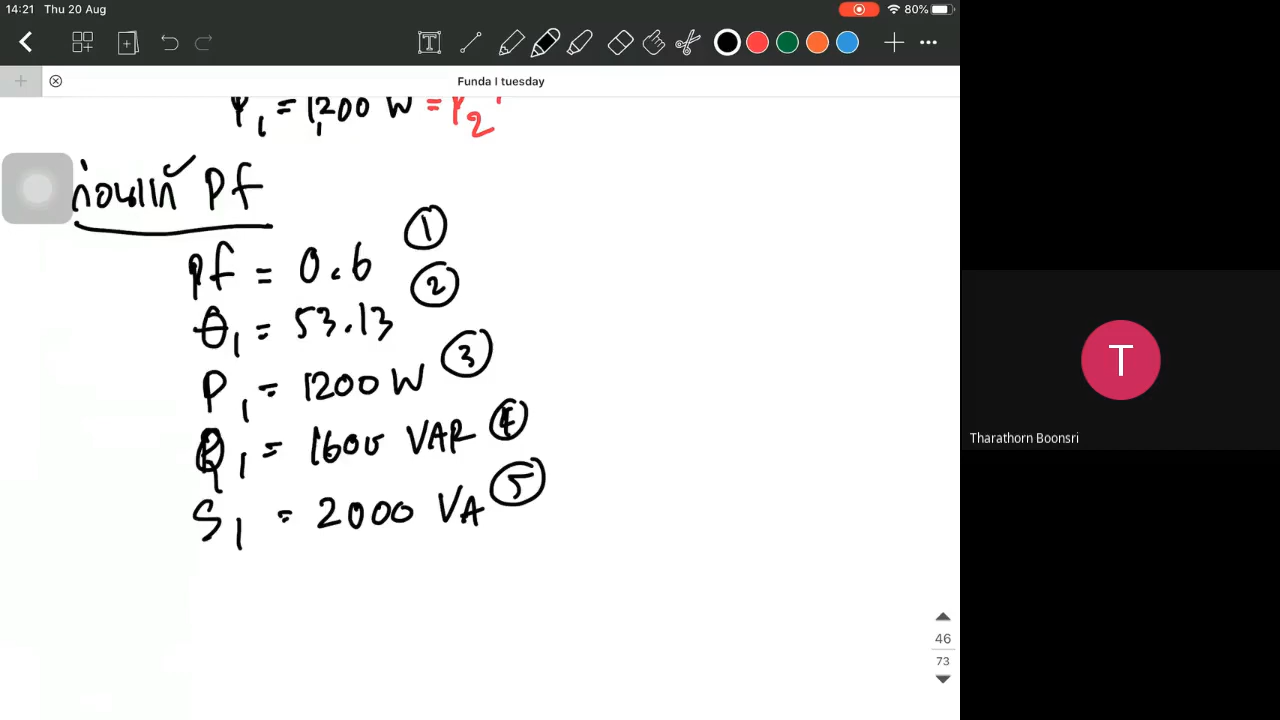 14:21 Thu 20 Aug
80%
Funda I tuesday
P1 = 1,200 W = P2
ก่อนแก้ Pf
pf = 0.6 ①
θ1 = 53.13 ②
P1 = 1200 W ③
Q1 = 1600 VAR ④
S1 = 2000 VA ⑤
T
Tharathorn Boonsri
46
73